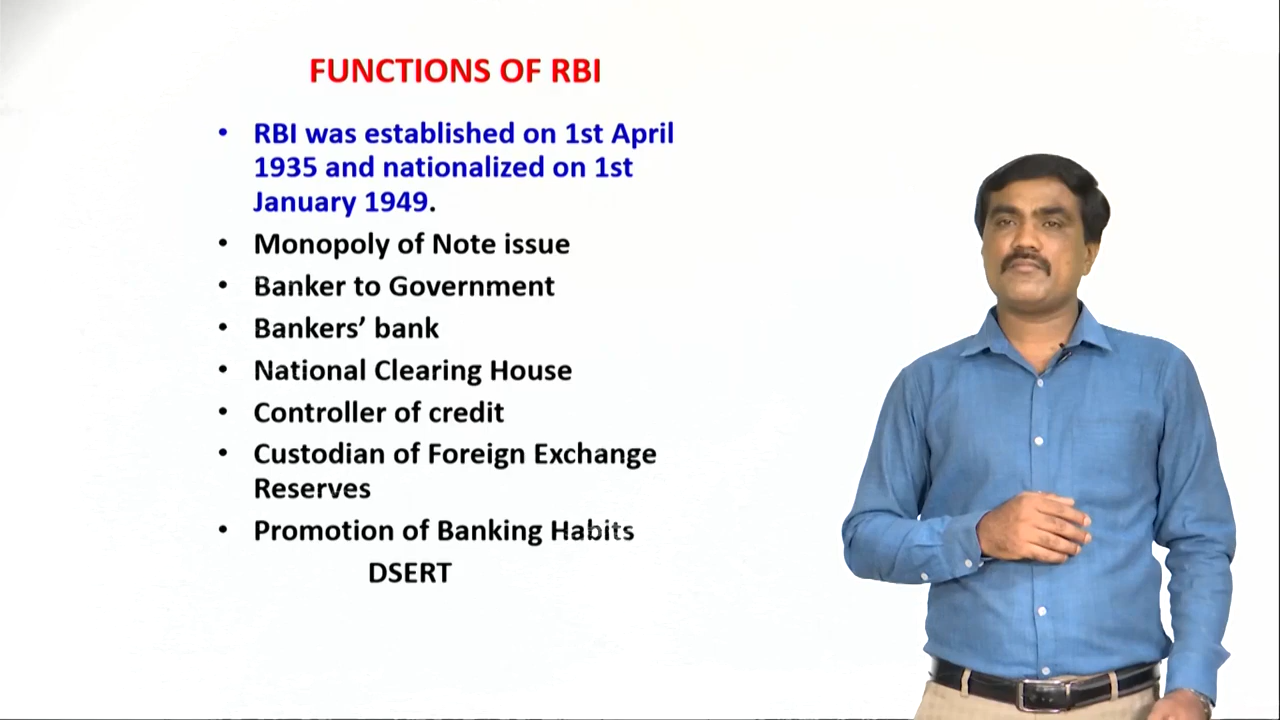 FUNCTIONS OF RBI
• RBI was established on 1st April
1935 and nationalized on 1st
January 1949.
• Monopoly of Note issue
• Banker to Government
• Bankers’ bank
• National Clearing House
• Controller of credit
• Custodian of Foreign Exchange
Reserves
• Promotion of Banking Habits
DSERT